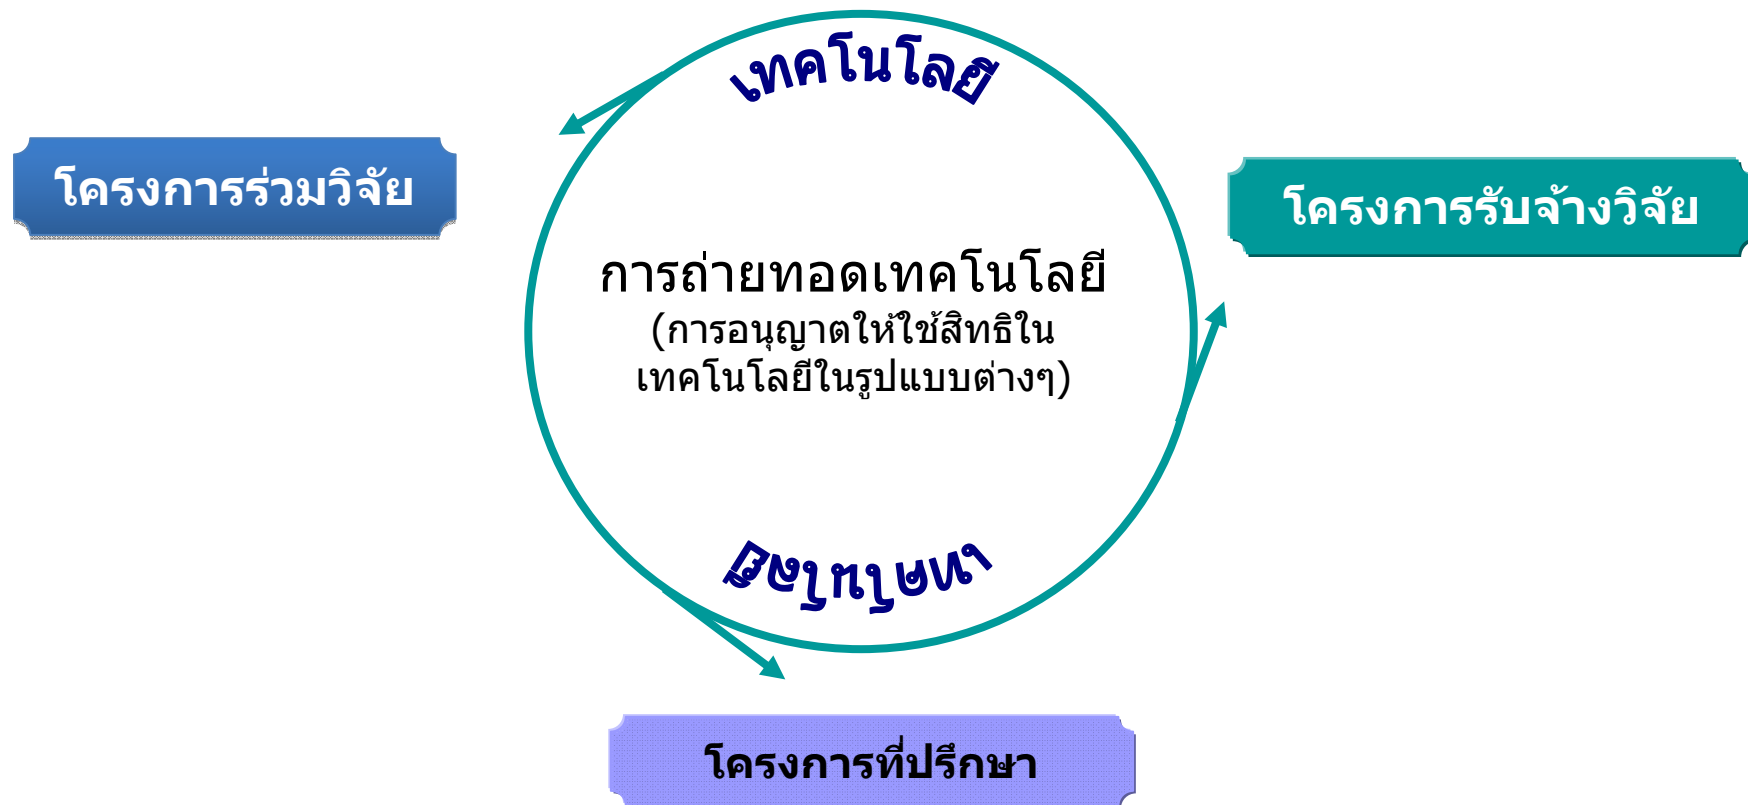 เทคโนโลยี
โครงการร่วมวิจัย
โครงการรับจ้างวิจัย
การถ่ายทอดเทคโนโลยี
(การอนุญาตให้ใช้สิทธิใน
เทคโนโลยีในรูปแบบต่างๆ)
เทคโนโลยี
โครงการที่ปรึกษา